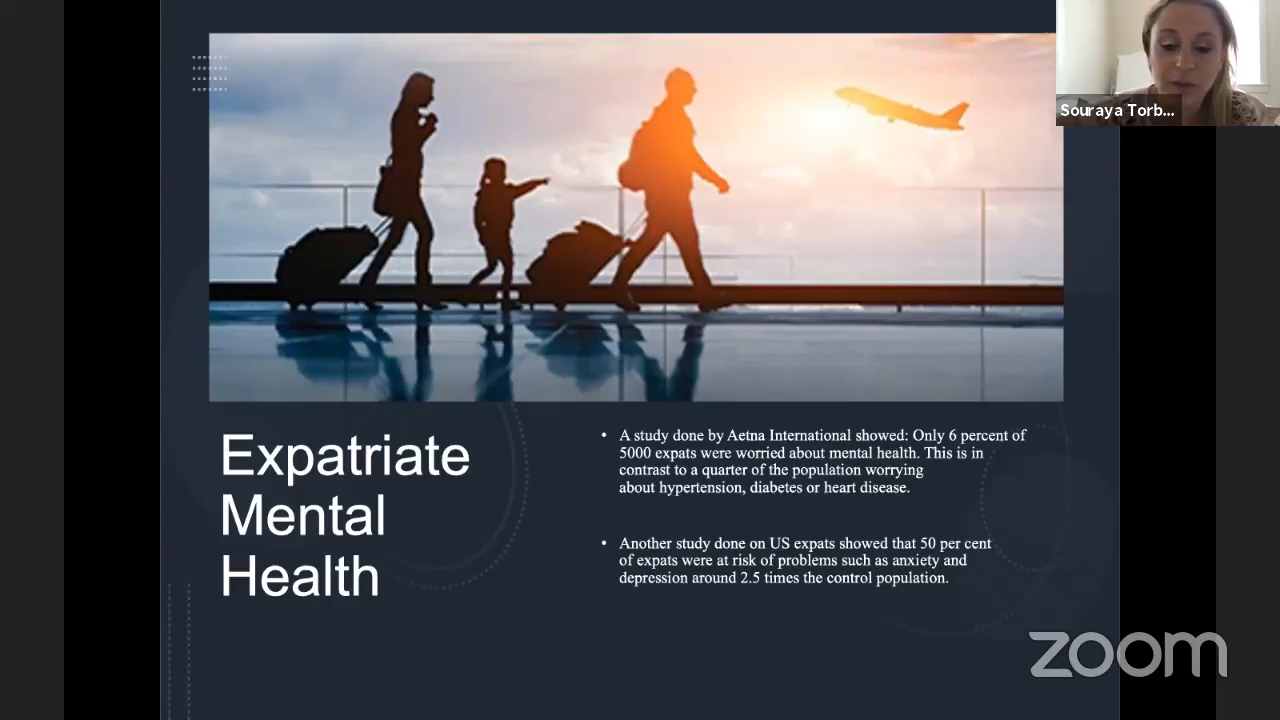 Souraya Torb...
Expatriate
Mental
Health
• A study done by Aetna International showed: Only 6 percent of
5000 expats were worried about mental health. This is in
contrast to a quarter of the population worrying
about hypertension, diabetes or heart disease.
• Another study done on US expats showed that 50 per cent
of expats were at risk of problems such as anxiety and
depression around 2.5 times the control population.
zoom